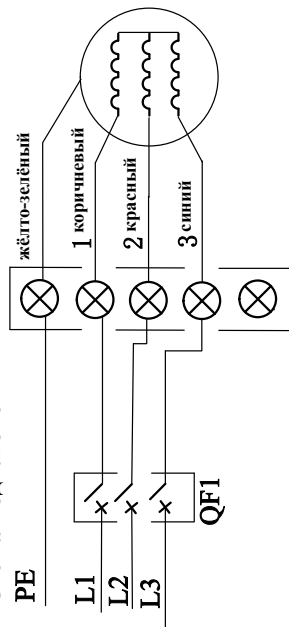 жёлто-зелёный
1 коричневый
2 красный
3 синий
PE
L1
L2
L3
QF1